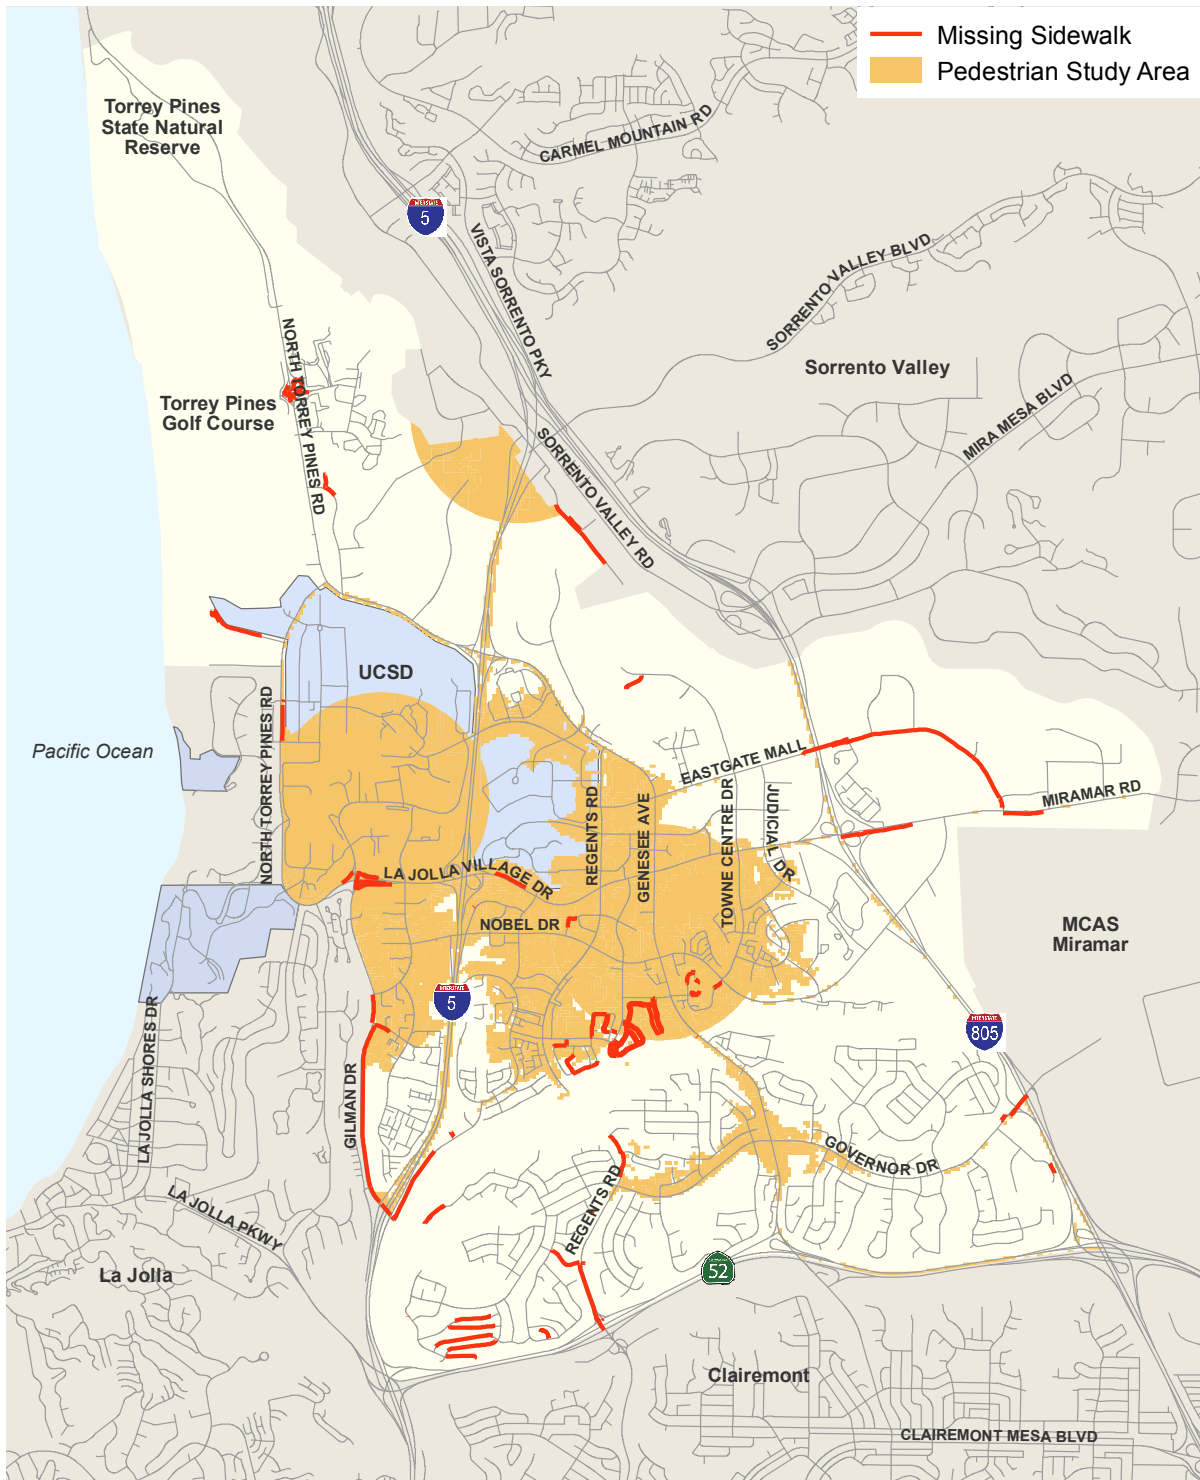 Missing Sidewalk
Pedestrian Study Area
Torrey Pines
State Natural
Reserve
CARMEL MOUNTAIN RD
INTERSTATE
5
VISTA SORRENTO PKY
SORRENTO VALLEY BLVD
Sorrento Valley
MIRA MESA BLVD
NORTH TORREY PINES RD
Torrey Pines
Golf Course
SORRENTO VALLEY RD
UCSD
NORTH TORREY PINES RD
Pacific Ocean
EASTGATE MALL
MIRAMAR RD
REGENTS RD
GENESEE AVE
TOWNE CENTRE DR
JUDICIAL DR
LA JOLLA VILLAGE DR
NOBEL DR
MCAS
Miramar
INTERSTATE
5
INTERSTATE
805
LA JOLLA SHORES DR
GILMAN DR
GOVERNOR DR
REGENTS RD
LA JOLLA PKWY
La Jolla
52
Clairemont
CLAIREMONT MESA BLVD